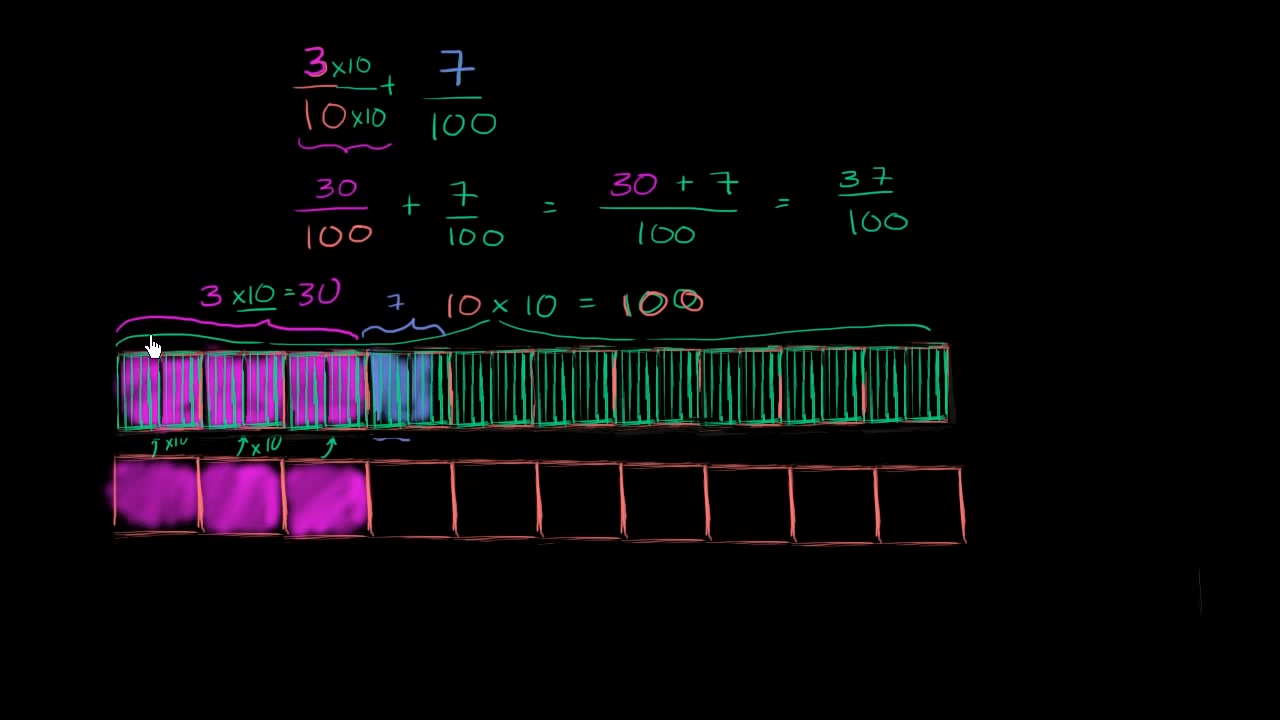 3×10/10×10 + 7/100
30/100 + 7/100 = 30 + 7/100 = 37/100
3 ×10 = 30 7 10 × 10 = 100
×10 ×10